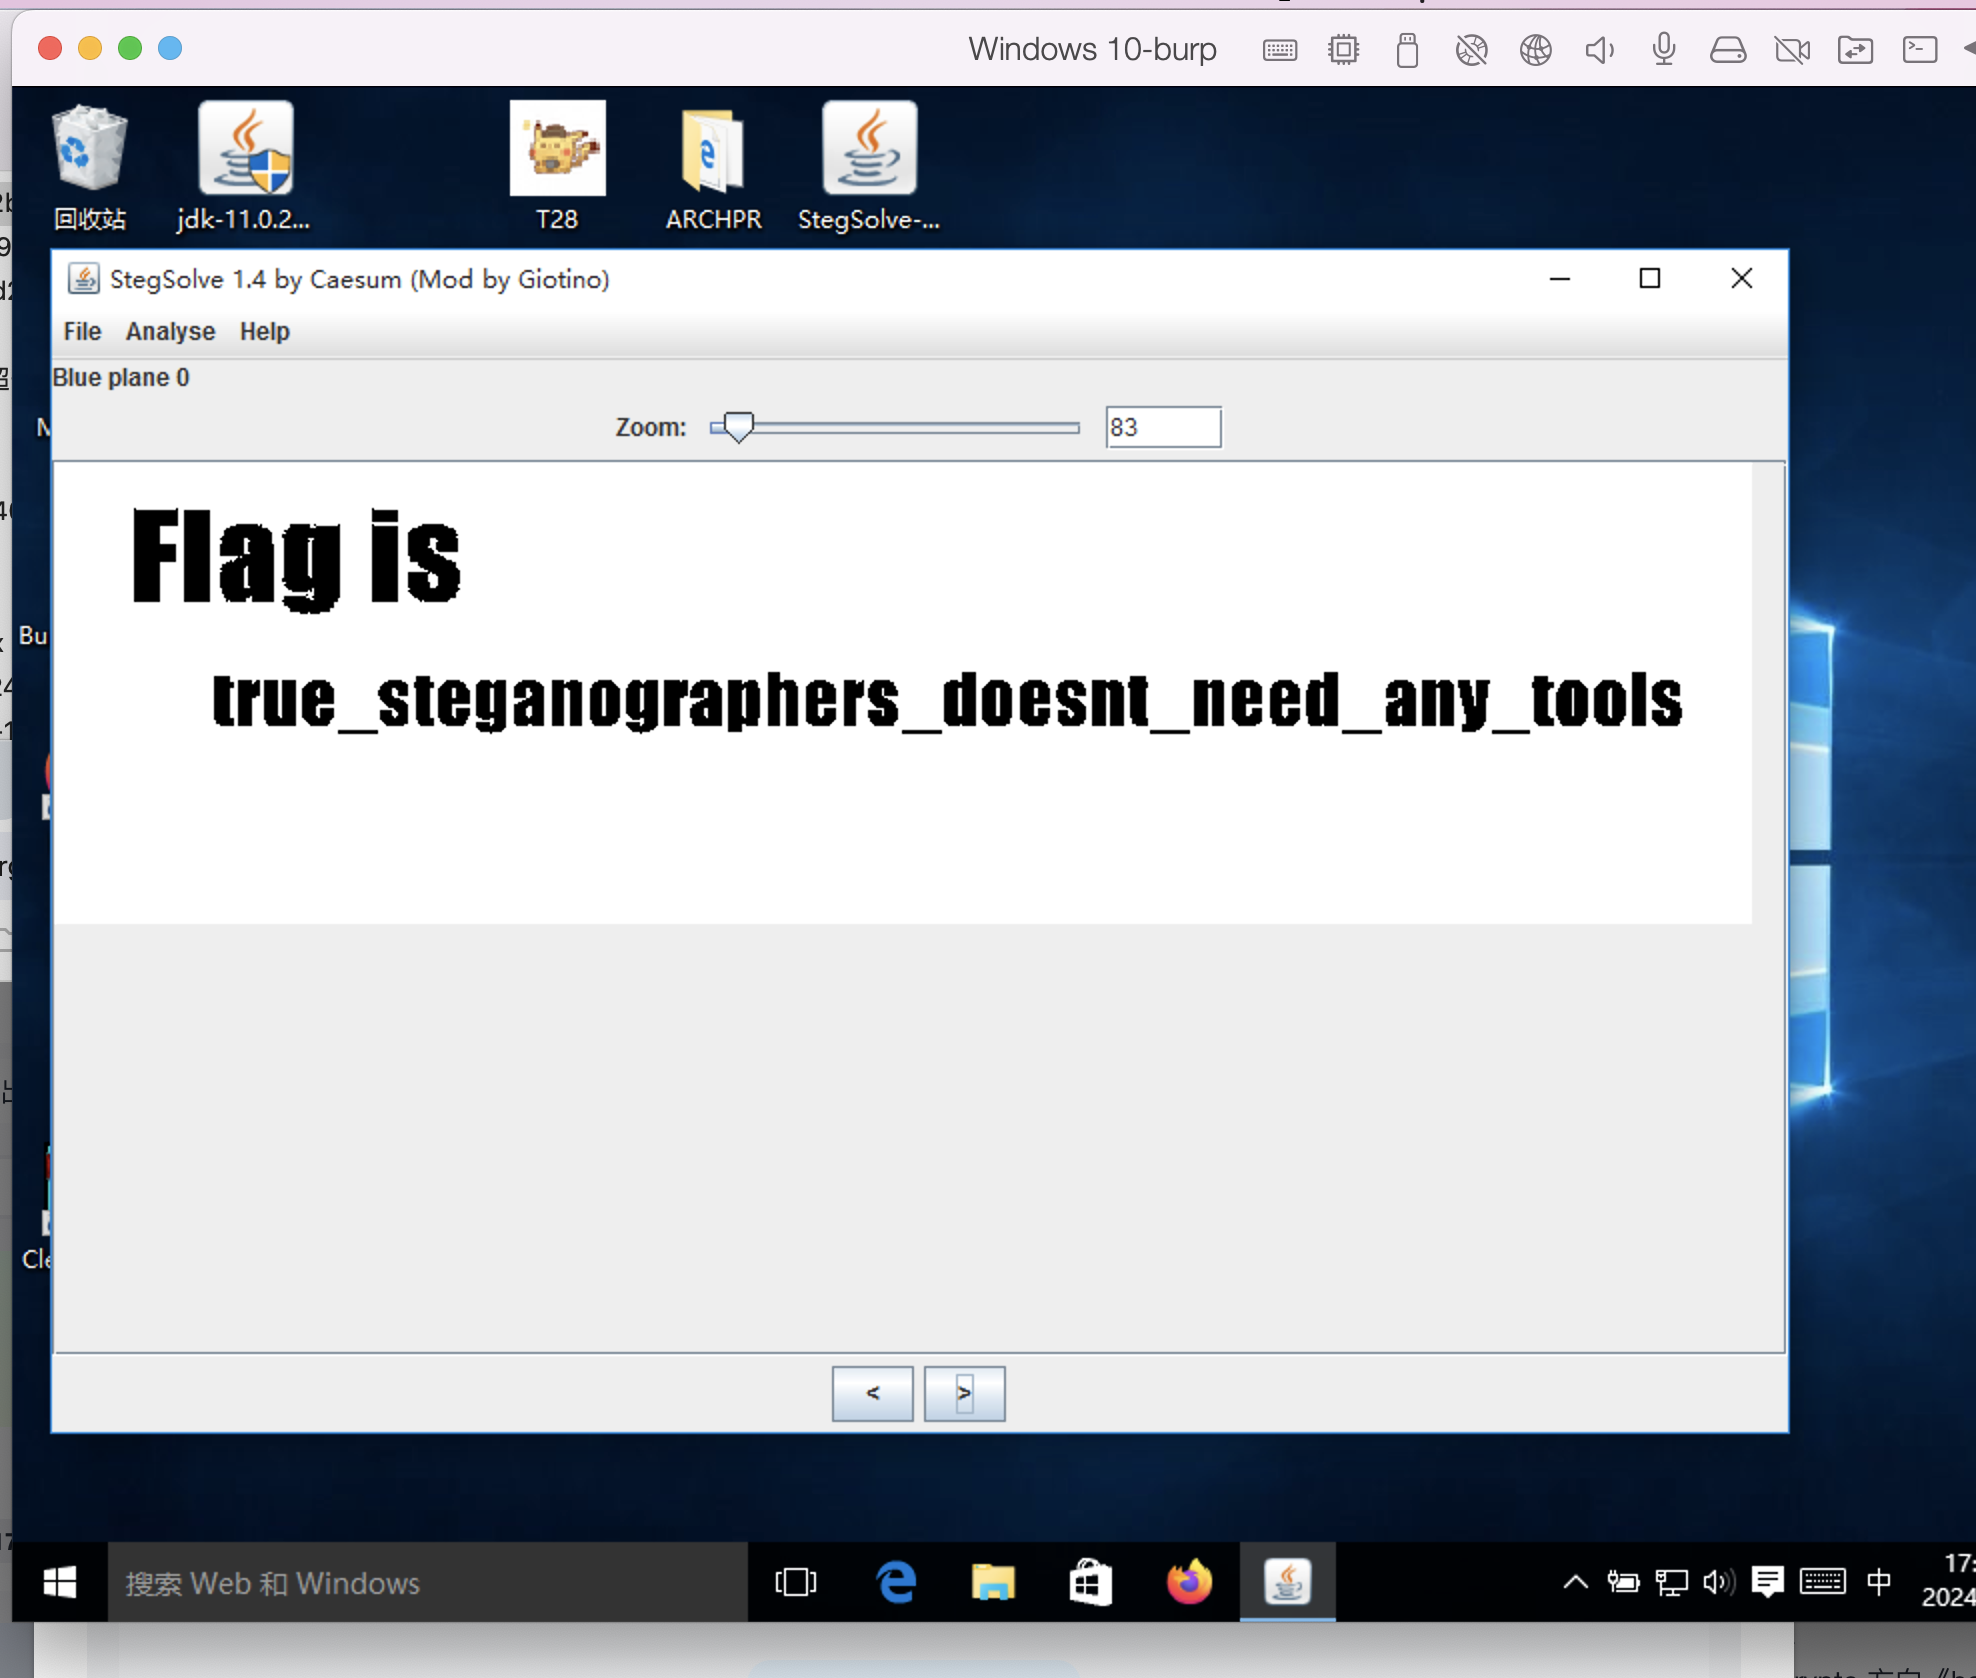 Windows 10-burp
回收站
jdk-11.0.2...
T28
ARCHPR
StegSolve-...
StegSolve 1.4 by Caesum (Mod by Giotino)
File Analyse Help
Blue plane 0
Zoom: 83
Flag is
true_steganographers_doesnt_need_any_tools
Bu
Cle
< >
搜索 Web 和 Windows
中
17:
2024